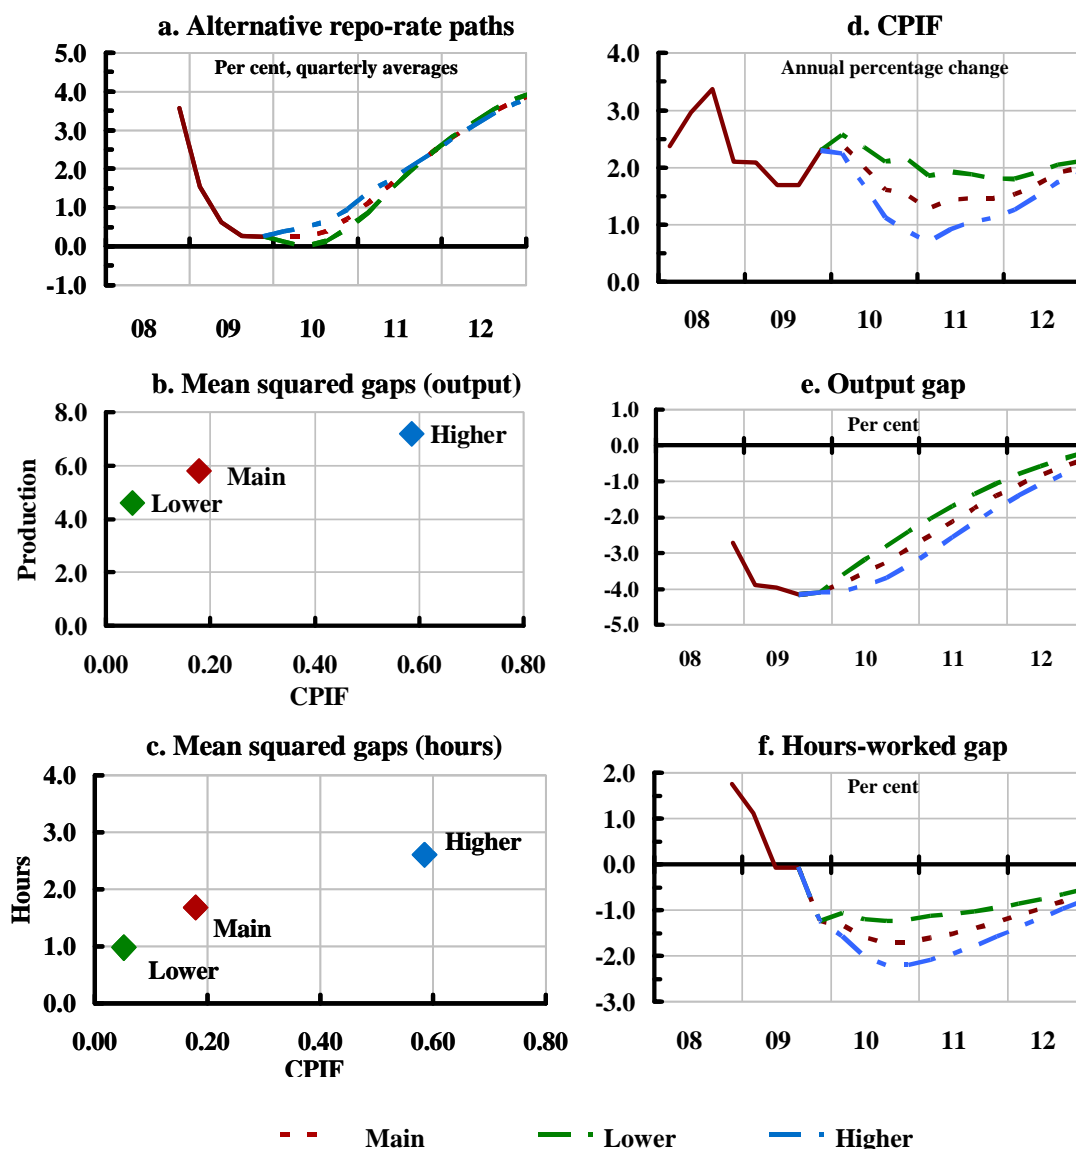 a. Alternative repo-rate paths
Per cent, quarterly averages
5.0
4.0
3.0
2.0
1.0
0.0
-1.0
08 09 10 11 12
d. CPIF
Annual percentage change
4.0
3.0
2.0
1.0
0.0
08 09 10 11 12
b. Mean squared gaps (output)
Production
8.0
6.0
4.0
2.0
0.0
Higher
Main
Lower
0.00 0.20 0.40 0.60 0.80
CPIF
e. Output gap
Per cent
1.0
0.0
-1.0
-2.0
-3.0
-4.0
-5.0
08 09 10 11 12
c. Mean squared gaps (hours)
Hours
4.0
3.0
2.0
1.0
0.0
Higher
Main
Lower
0.00 0.20 0.40 0.60 0.80
CPIF
f. Hours-worked gap
Per cent
2.0
1.0
0.0
-1.0
-2.0
-3.0
08 09 10 11 12
Main Lower Higher